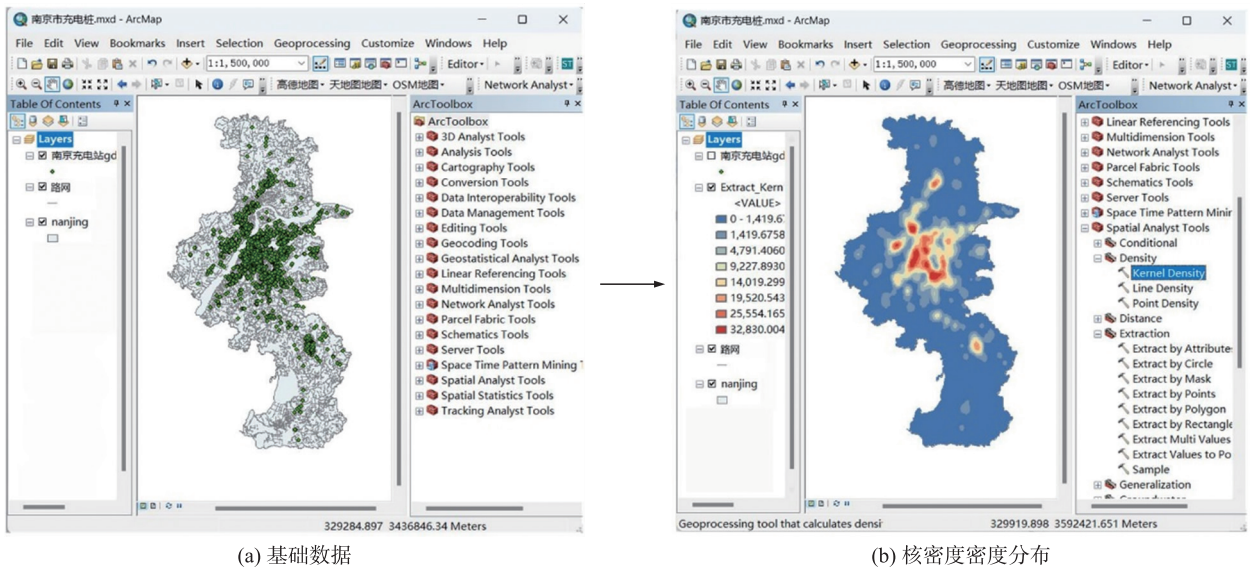 南京市充电桩.mxd - ArcMap
File Edit View Bookmarks Insert Selection Geoprocessing Customize Windows Help
1:1,500,000
Editor
高德地图 天地图地图 OSM地图 Network Analyst
Table Of Contents
Layers
南京充电站gd
路网
nanjing
ArcToolbox
ArcToolbox
3D Analyst Tools
Analysis Tools
Cartography Tools
Conversion Tools
Data Interoperability Tools
Data Management Tools
Editing Tools
Geocoding Tools
Geostatistical Analyst Tools
Linear Referencing Tools
Multidimension Tools
Network Analyst Tools
Parcel Fabric Tools
Schematics Tools
Server Tools
Space Time Pattern Mining
Spatial Analyst Tools
Spatial Statistics Tools
Tracking Analyst Tools
329284.897 3436846.34 Meters
(a) 基础数据
南京市充电桩.mxd - ArcMap
File Edit View Bookmarks Insert Selection Geoprocessing Customize Windows Help
1:1,500,000
Editor
高德地图 天地图地图 OSM地图 Network Analyst
Table Of Contents
Layers
南京充电站gd
Extract_Kern
<VALUE>
0 - 1,419.67
1,419.6758
4,791.4060
9,227.8930
14,019.299
19,520.543
25,554.165
32,830.004
路网
nanjing
ArcToolbox
Linear Referencing Tools
Multidimension Tools
Network Analyst Tools
Parcel Fabric Tools
Schematics Tools
Server Tools
Space Time Pattern Minir
Spatial Analyst Tools
Conditional
Density
Kernel Density
Line Density
Point Density
Distance
Extraction
Extract by Attribute
Extract by Circle
Extract by Mask
Extract by Points
Extract by Polygon
Extract by Rectangle
Extract Multi Values
Extract Values to Po
Sample
Generalization
Geoprocessing tool that calculates densi
329919.898 3592421.651 Meters
(b) 核密度密度分布